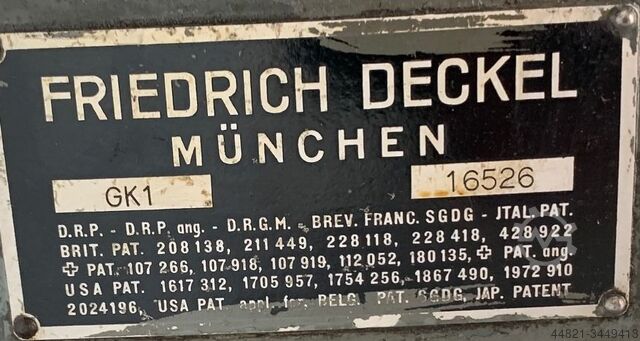 FRIEDRICH DECKEL
MÜNCHEN
GK1 16526
D.R.P. - D.R.P. ang. - D.R.G.M. - BREV. FRANC. SGDG - JTAL. PAT.
BRIT. PAT. 208 138, 211 449, 228 118, 228 418, 428 922
✚ PAT. 107 266, 107 918, 107 919, 112 052, 180 135, ✚ PAT. ang.
USA PAT. 1617 312, 1705 957, 1754 256, 1867 490, 1972 910
2 024196, USA PAT. appl. for, BELG. PAT. SGDG, JAP. PATENT
44821-3449413